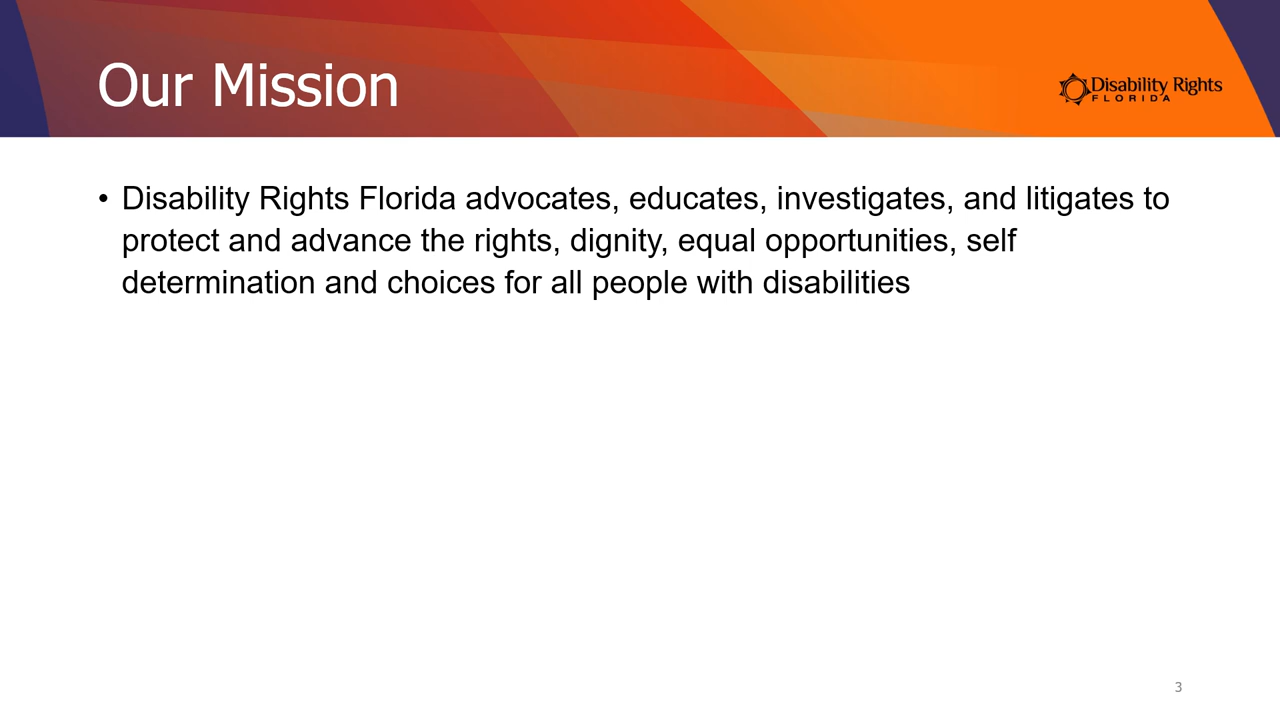 Our Mission
Disability Rights
FLORIDA
• Disability Rights Florida advocates, educates, investigates, and litigates to
protect and advance the rights, dignity, equal opportunities, self
determination and choices for all people with disabilities
3